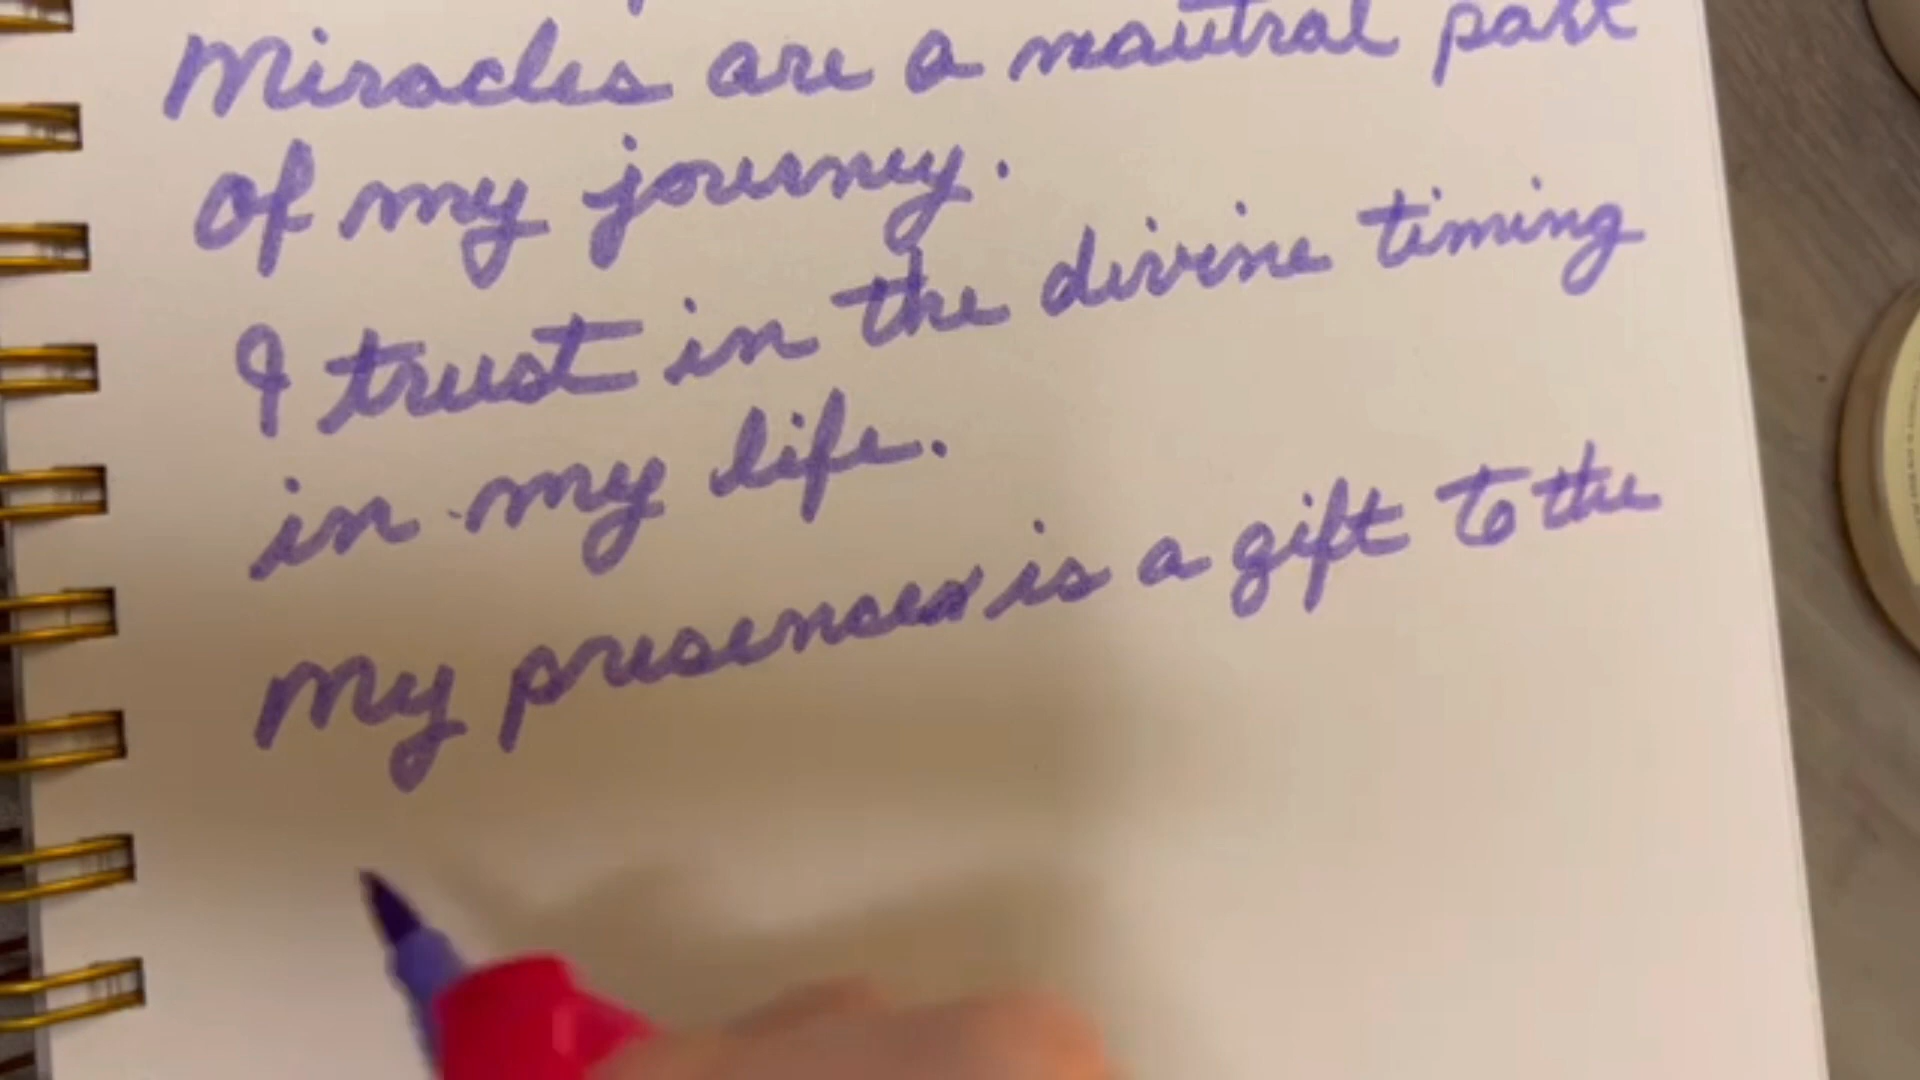 Miracles are a nautral part
of my journey.
I trust in the divine timing
in my life.
My presence is a gift to the